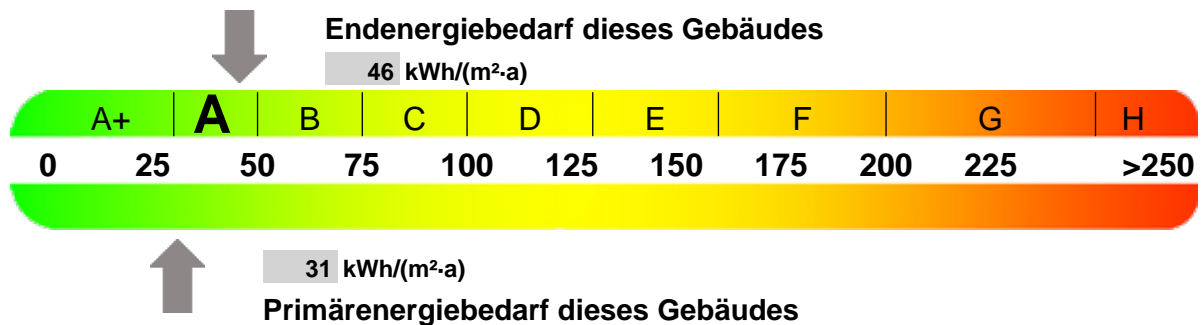 Endenergiebedarf dieses Gebäudes
46 kWh/(m²·a)
A+ A B C D E F G H
0 25 50 75 100 125 150 175 200 225 >250
31 kWh/(m²·a)
Primärenergiebedarf dieses Gebäudes